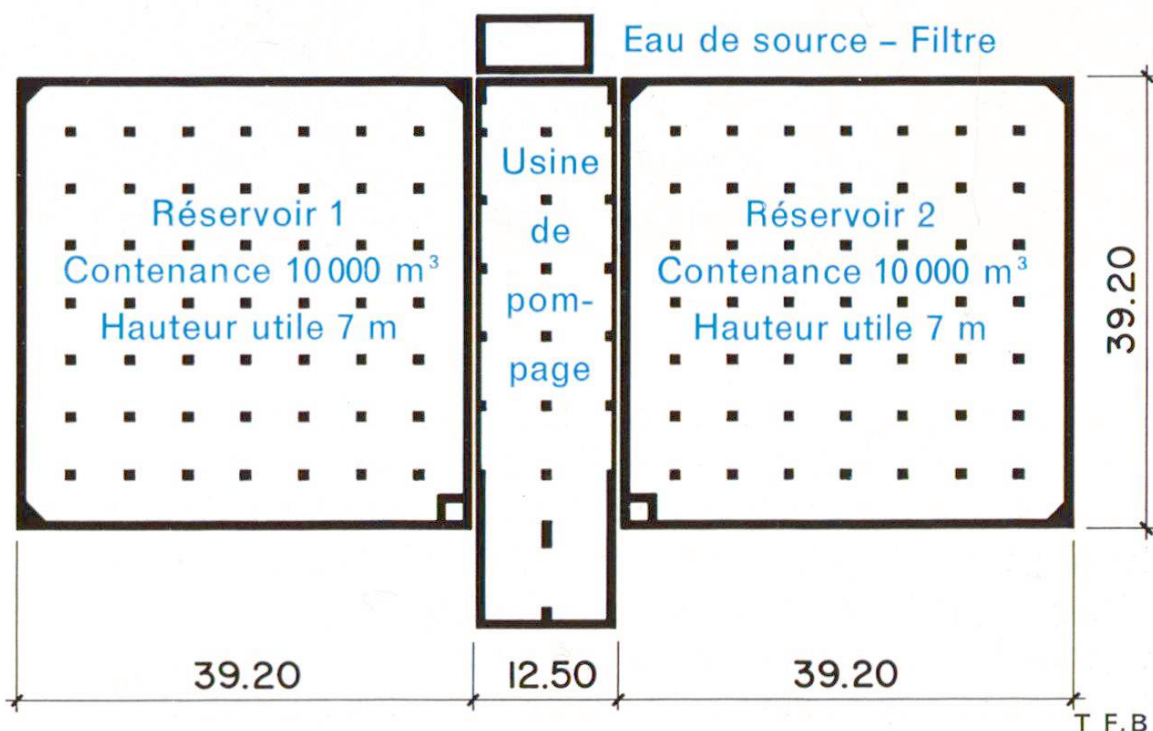 Eau de source – Filtre
Réservoir 1
Contenance 10 000 m³
Hauteur utile 7 m
Usine
de
pom-
page
Réservoir 2
Contenance 10 000 m³
Hauteur utile 7 m
39.20
39.20
12.50
39.20
T F.B